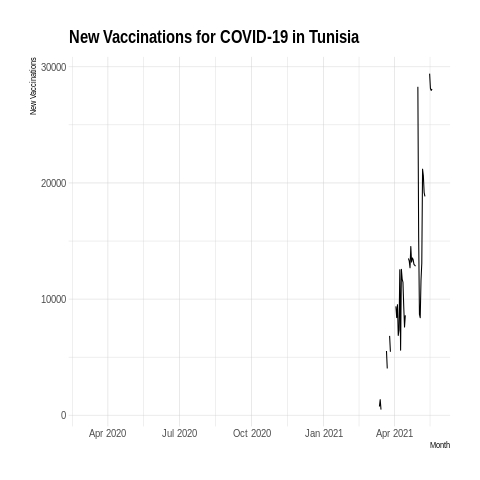 New Vaccinations for COVID-19 in Tunisia
New Vaccinations
30000
20000
10000
0
Apr 2020 Jul 2020 Oct 2020 Jan 2021 Apr 2021
Month